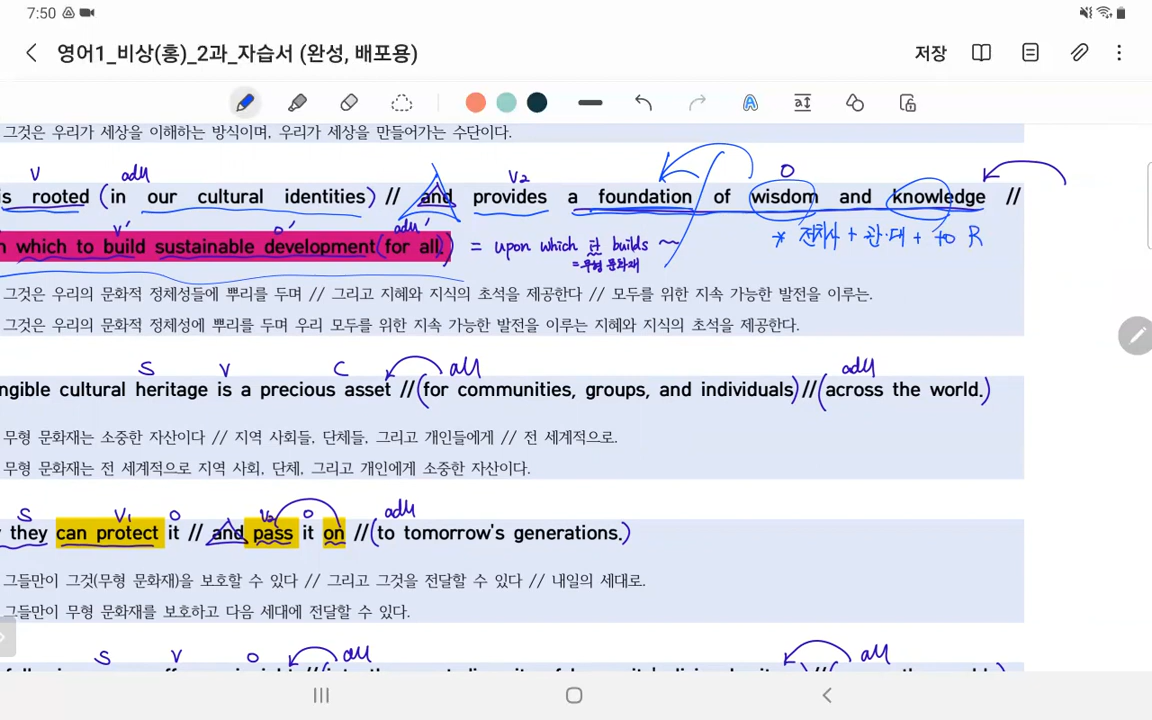 7:50
영어1_비상(홍)_2과_자습서 (완성, 배포용)
저장
그것은 우리가 세상을 이해하는 방식이며, 우리가 세상을 만들어가는 수단이다.
V adv V2 O
is rooted (in our cultural identities) // and provides a foundation of wisdom and knowledge //
V' O' adv'
n which to build sustainable development (for all.) = upon which it builds ~ * 전치사 + 관·대 + to R
=무형 문화재
그것은 우리의 문화적 정체성들에 뿌리를 두며 // 그리고 지혜와 지식의 초석을 제공한다 // 모두를 위한 지속 가능한 발전을 이루는.
그것은 우리의 문화적 정체성에 뿌리를 두며 우리 모두를 위한 지속 가능한 발전을 이루는 지혜와 지식의 초석을 제공한다.
S V C adv
ngible cultural heritage is a precious asset // (for communities, groups, and individuals) // (across the world.)
무형 문화재는 소중한 자산이다 // 지역 사회들, 단체들, 그리고 개인들에게 // 전 세계적으로.
무형 문화재는 전 세계적으로 지역 사회, 단체, 그리고 개인에게 소중한 자산이다.
S V1 O V2 O adv
they can protect it // and pass it on // (to tomorrow's generations.)
그들만이 그것(무형 문화재)을 보호할 수 있다 // 그리고 그것을 전달할 수 있다 // 내일의 세대로.
그들만이 무형 문화재를 보호하고 다음 세대에 전달할 수 있다.
S V O